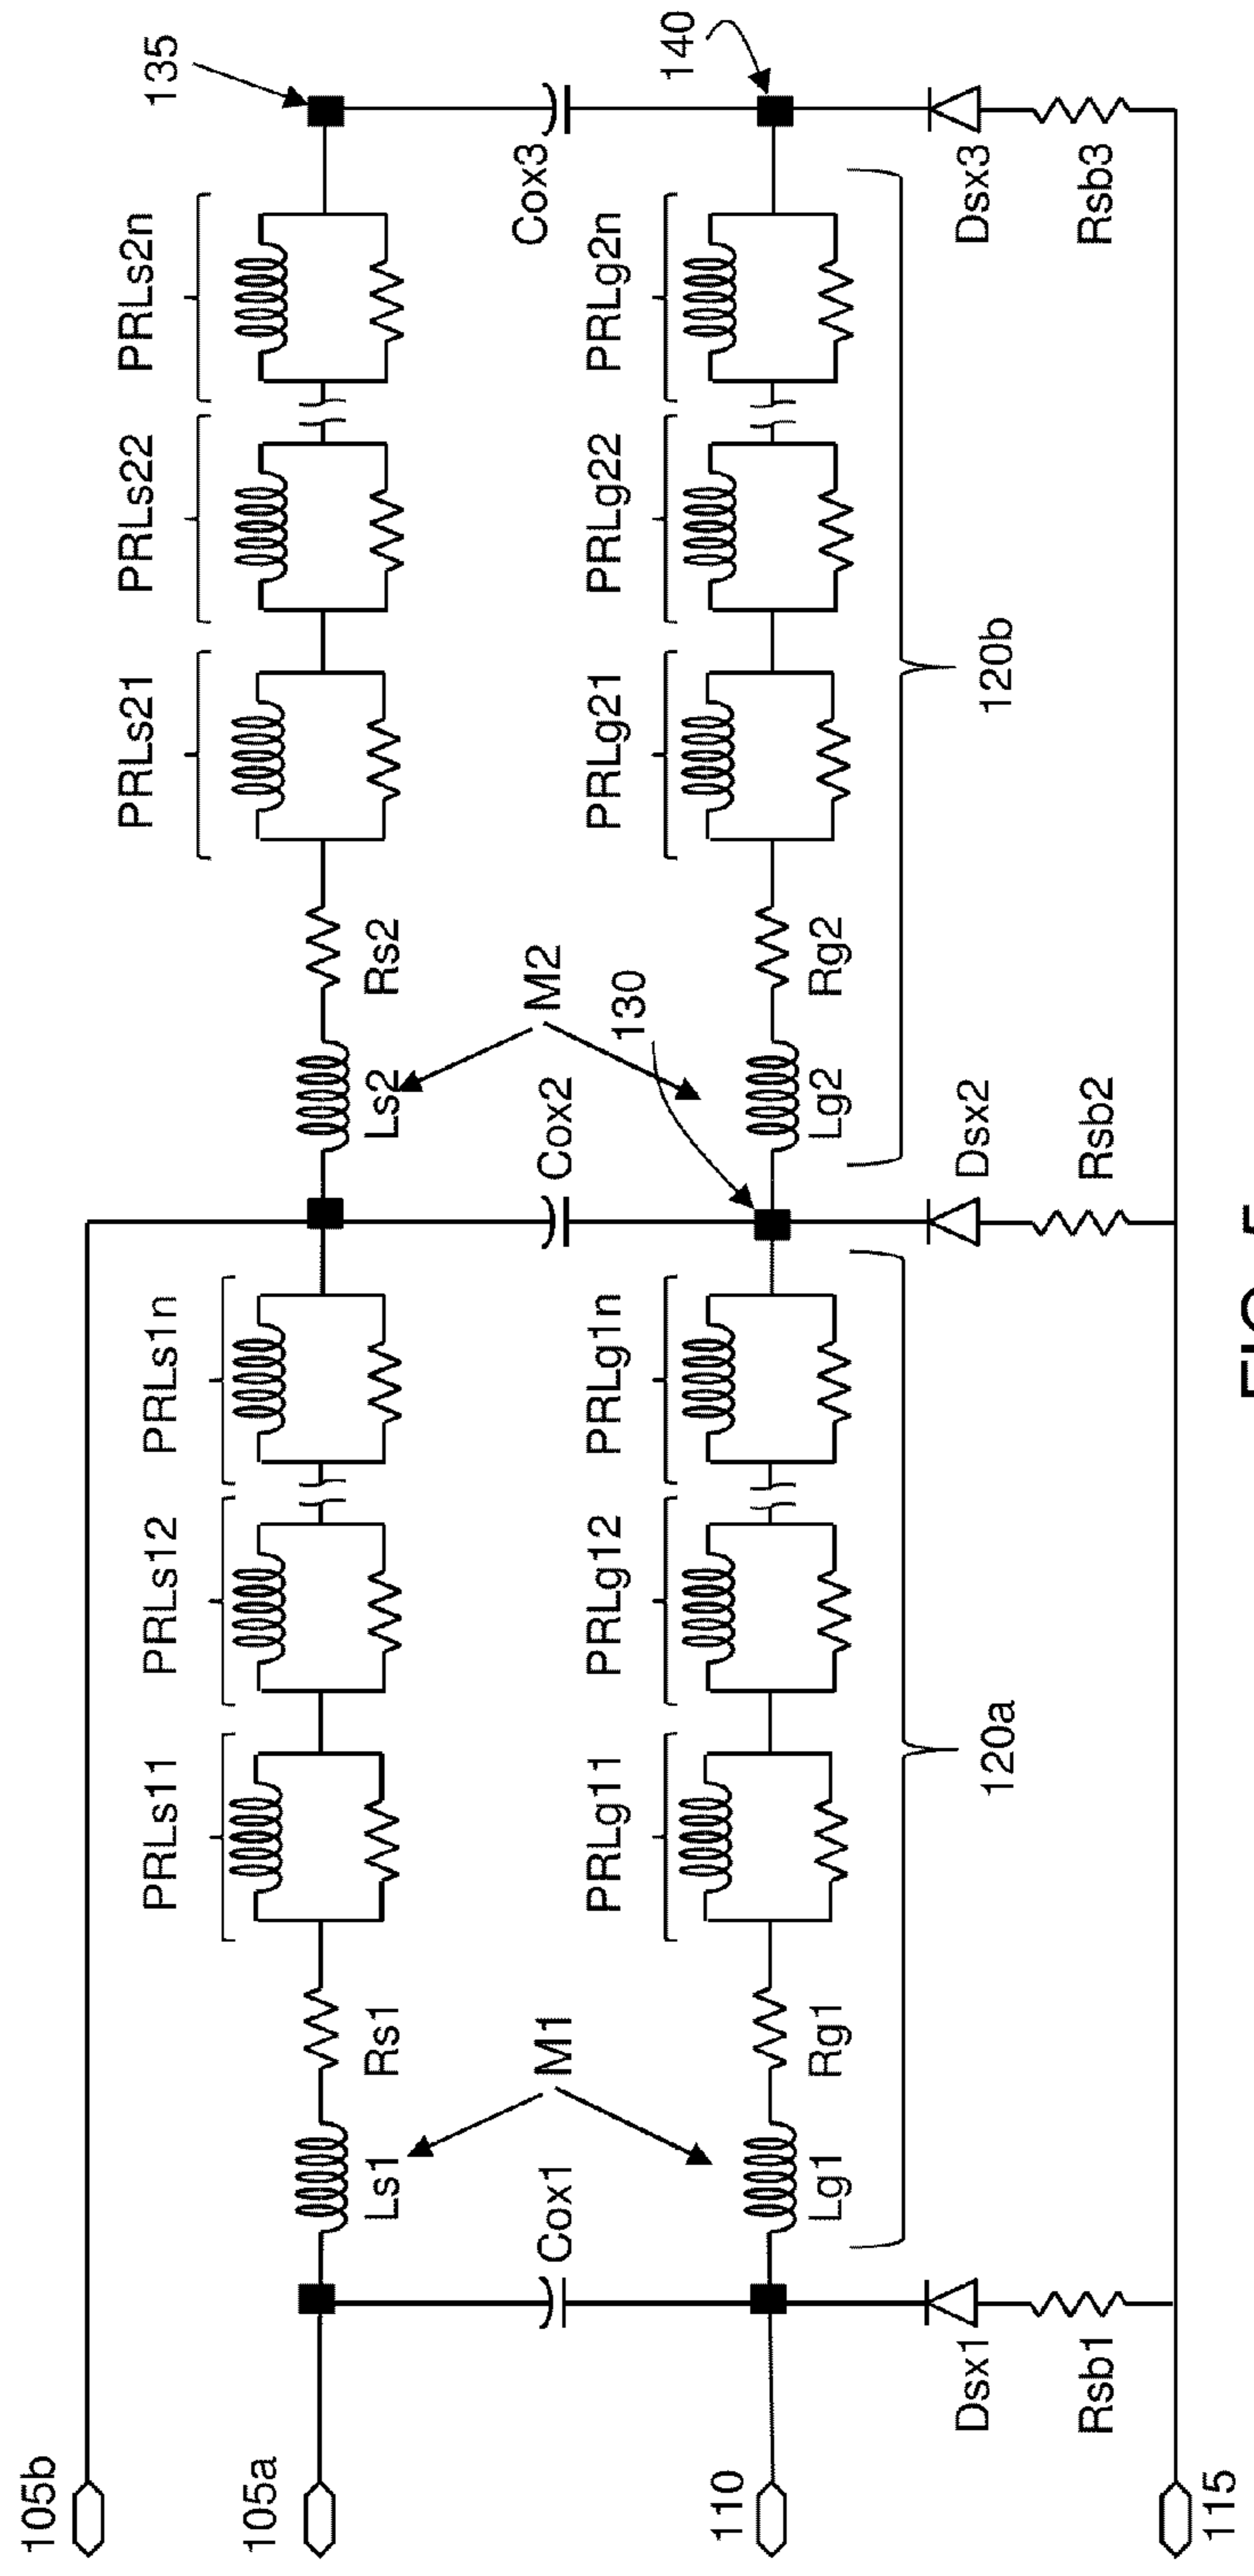 135
140
PRLs2n
PRLs22
PRLs21
Cox3
PRLg2n
PRLg22
PRLg21
Dsx3
Rsb3
120b
Rs2
Ls2
M2
130
Rg2
Lg2
Cox2
Dsx2
Rsb2
PRLs1n
PRLs12
PRLs11
PRLg1n
PRLg12
PRLg11
120a
Rs1
Ls1
M1
Rg1
Lg1
Cox1
Dsx1
Rsb1
105b
105a
110
115